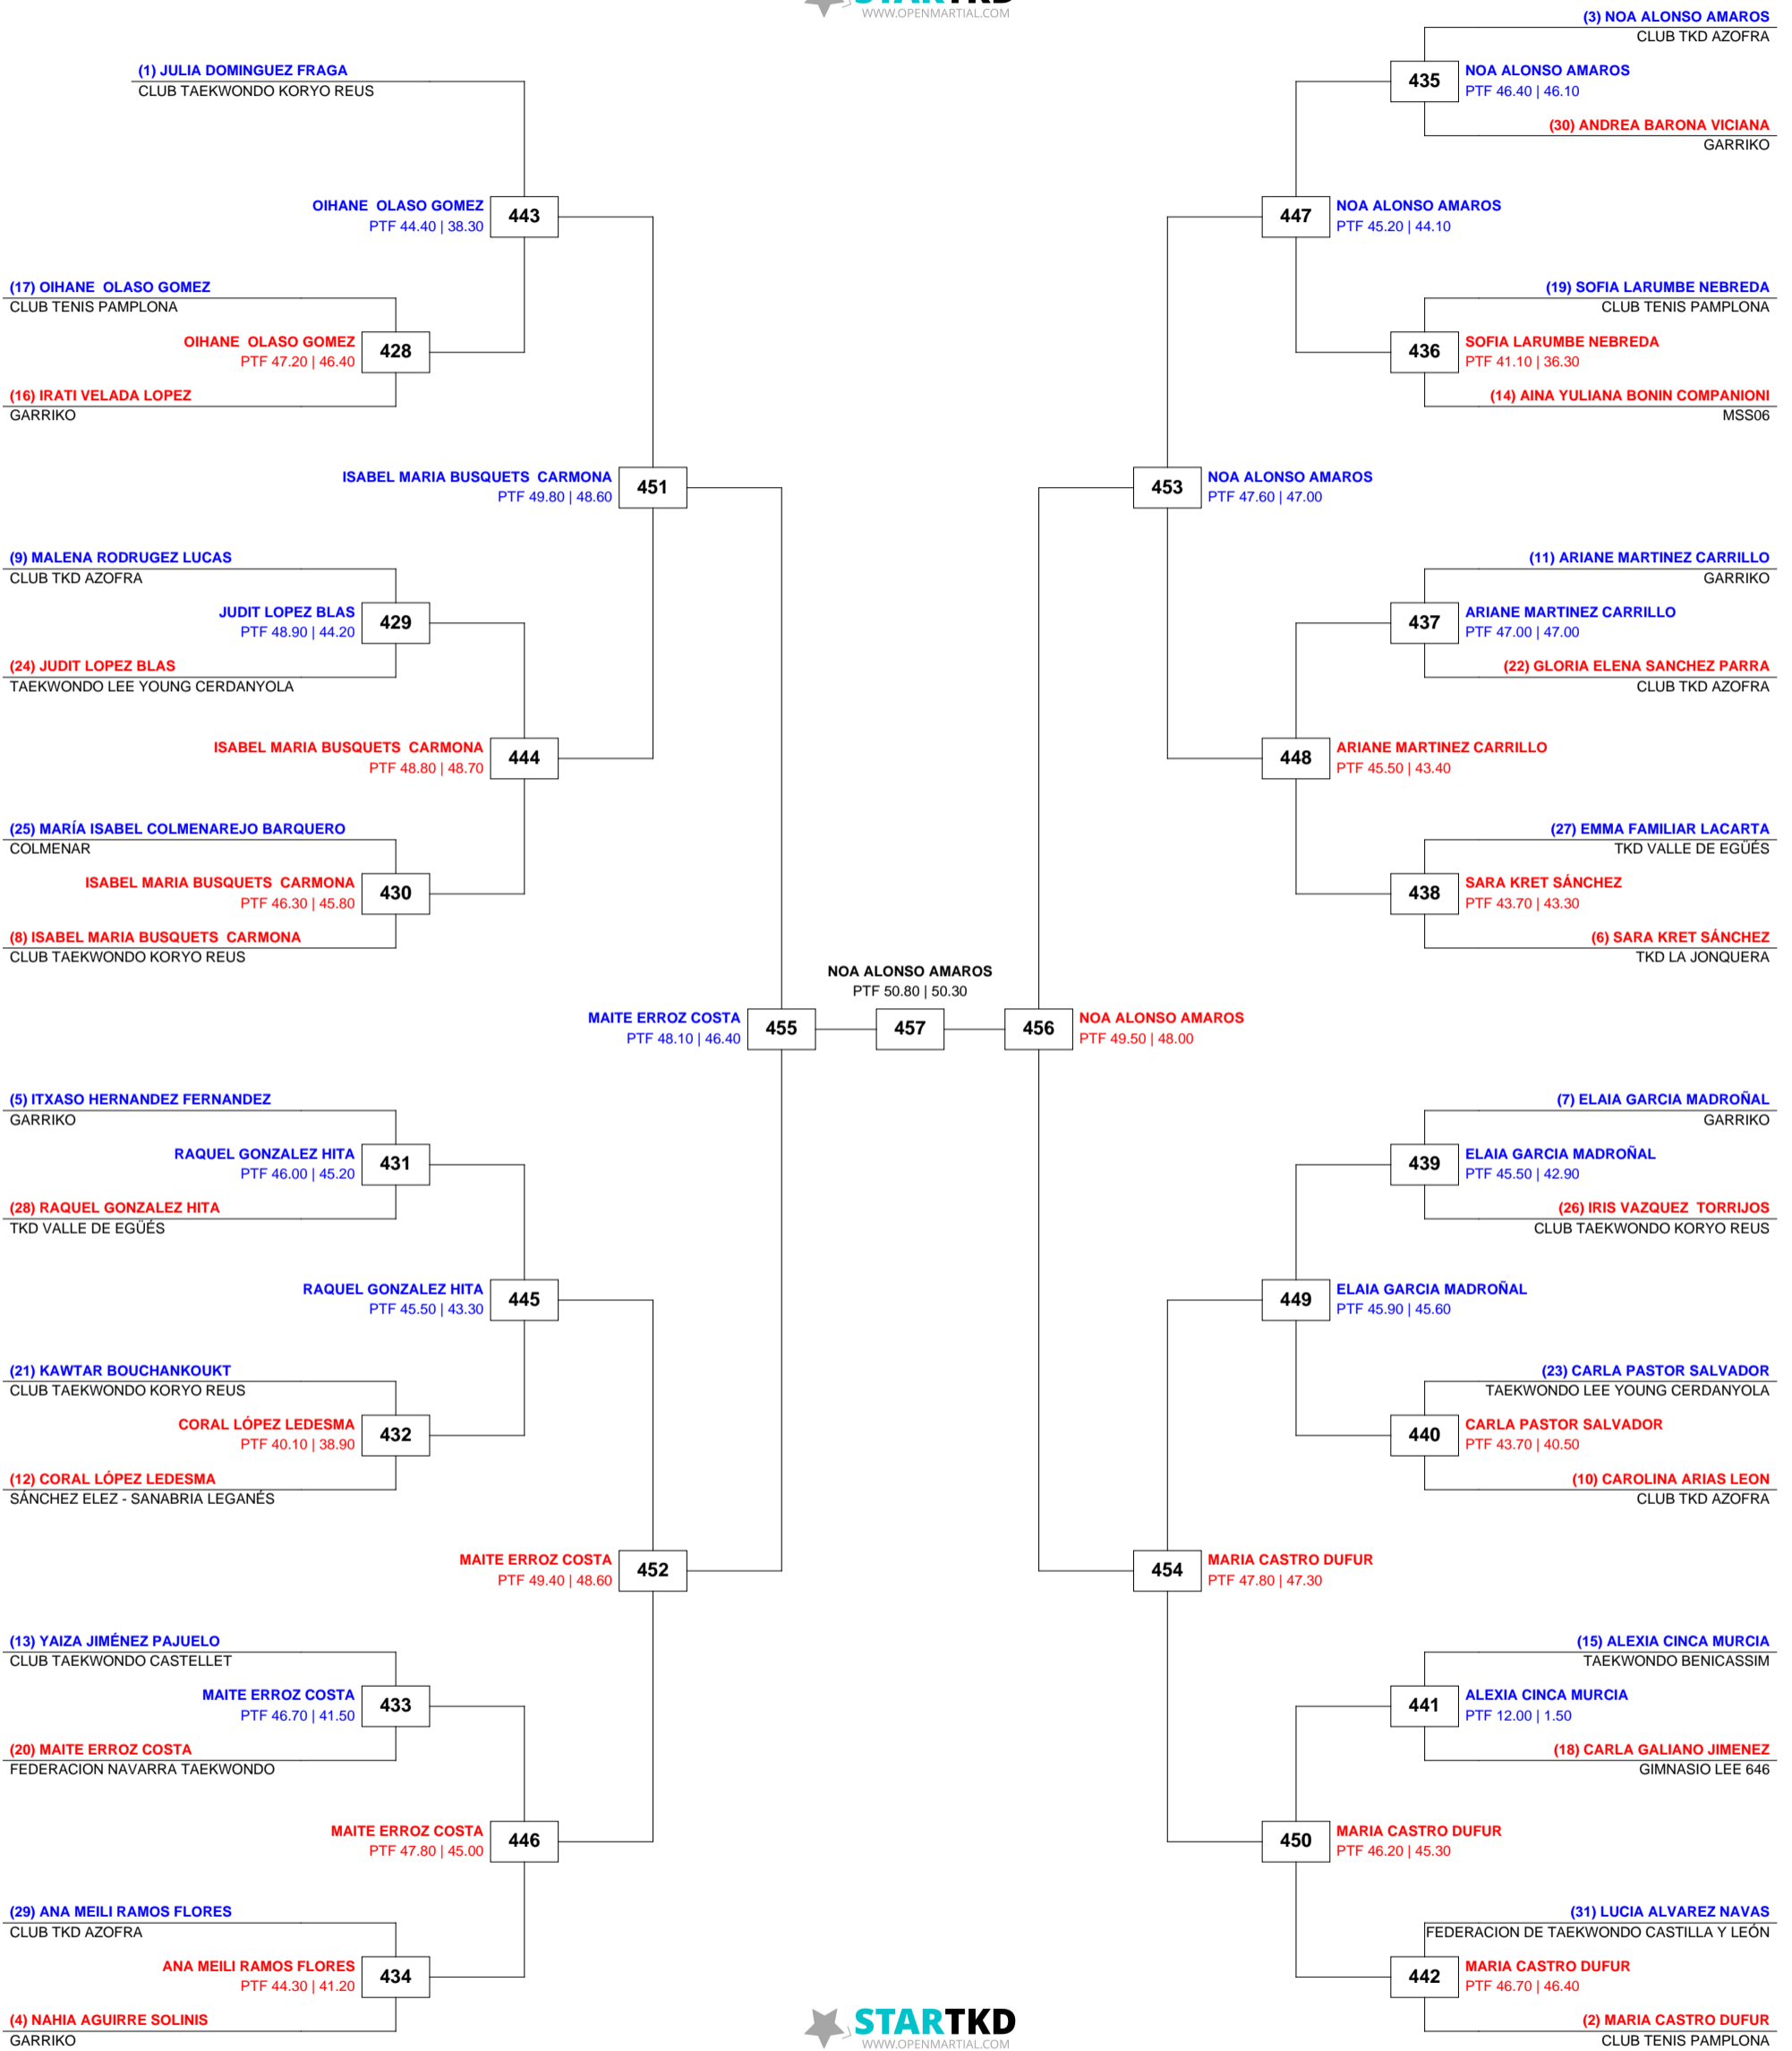 STARTKD
WWW.OPENMARTIAL.COM
(1) JULIA DOMINGUEZ FRAGA
CLUB TAEKWONDO KORYO REUS
OIHANE  OLASO GOMEZ
PTF 44.40 | 38.30
443
(17) OIHANE  OLASO GOMEZ
CLUB TENIS PAMPLONA
OIHANE  OLASO GOMEZ
PTF 47.20 | 46.40
428
(16) IRATI VELADA LOPEZ
GARRIKO
ISABEL MARIA BUSQUETS  CARMONA
PTF 49.80 | 48.60
451
(9) MALENA RODRUGEZ LUCAS
CLUB TKD AZOFRA
JUDIT LOPEZ BLAS
PTF 48.90 | 44.20
429
(24) JUDIT LOPEZ BLAS
TAEKWONDO LEE YOUNG CERDANYOLA
ISABEL MARIA BUSQUETS  CARMONA
PTF 48.80 | 48.70
444
(25) MARÍA ISABEL COLMENAREJO BARQUERO
COLMENAR
ISABEL MARIA BUSQUETS  CARMONA
PTF 46.30 | 45.80
430
(8) ISABEL MARIA BUSQUETS  CARMONA
CLUB TAEKWONDO KORYO REUS
MAITE ERROZ COSTA
PTF 48.10 | 46.40
455
NOA ALONSO AMAROS
PTF 50.80 | 50.30
457
456
NOA ALONSO AMAROS
PTF 49.50 | 48.00
(5) ITXASO HERNANDEZ FERNANDEZ
GARRIKO
RAQUEL GONZALEZ HITA
PTF 46.00 | 45.20
431
(28) RAQUEL GONZALEZ HITA
TKD VALLE DE EGÜÉS
RAQUEL GONZALEZ HITA
PTF 45.50 | 43.30
445
(21) KAWTAR BOUCHANKOUKT
CLUB TAEKWONDO KORYO REUS
CORAL LÓPEZ LEDESMA
PTF 40.10 | 38.90
432
(12) CORAL LÓPEZ LEDESMA
SÁNCHEZ ELEZ - SANABRIA LEGANÉS
MAITE ERROZ COSTA
PTF 49.40 | 48.60
452
(13) YAIZA JIMÉNEZ PAJUELO
CLUB TAEKWONDO CASTELLET
MAITE ERROZ COSTA
PTF 46.70 | 41.50
433
(20) MAITE ERROZ COSTA
FEDERACION NAVARRA TAEKWONDO
MAITE ERROZ COSTA
PTF 47.80 | 45.00
446
(29) ANA MEILI RAMOS FLORES
CLUB TKD AZOFRA
ANA MEILI RAMOS FLORES
PTF 44.30 | 41.20
434
(4) NAHIA AGUIRRE SOLINIS
GARRIKO
(3) NOA ALONSO AMAROS
CLUB TKD AZOFRA
435
NOA ALONSO AMAROS
PTF 46.40 | 46.10
(30) ANDREA BARONA VICIANA
GARRIKO
447
NOA ALONSO AMAROS
PTF 45.20 | 44.10
(19) SOFIA LARUMBE NEBREDA
CLUB TENIS PAMPLONA
436
SOFIA LARUMBE NEBREDA
PTF 41.10 | 36.30
(14) AINA YULIANA BONIN COMPANIONI
MSS06
453
NOA ALONSO AMAROS
PTF 47.60 | 47.00
(11) ARIANE MARTINEZ CARRILLO
GARRIKO
437
ARIANE MARTINEZ CARRILLO
PTF 47.00 | 47.00
(22) GLORIA ELENA SANCHEZ PARRA
CLUB TKD AZOFRA
448
ARIANE MARTINEZ CARRILLO
PTF 45.50 | 43.40
(27) EMMA FAMILIAR LACARTA
TKD VALLE DE EGÜÉS
438
SARA KRET SÁNCHEZ
PTF 43.70 | 43.30
(6) SARA KRET SÁNCHEZ
TKD LA JONQUERA
(7) ELAIA GARCIA MADROÑAL
GARRIKO
439
ELAIA GARCIA MADROÑAL
PTF 45.50 | 42.90
(26) IRIS VAZQUEZ  TORRIJOS
CLUB TAEKWONDO KORYO REUS
449
ELAIA GARCIA MADROÑAL
PTF 45.90 | 45.60
(23) CARLA PASTOR SALVADOR
TAEKWONDO LEE YOUNG CERDANYOLA
440
CARLA PASTOR SALVADOR
PTF 43.70 | 40.50
(10) CAROLINA ARIAS LEON
CLUB TKD AZOFRA
454
MARIA CASTRO DUFUR
PTF 47.80 | 47.30
(15) ALEXIA CINCA MURCIA
TAEKWONDO BENICASSIM
441
ALEXIA CINCA MURCIA
PTF 12.00 | 1.50
(18) CARLA GALIANO JIMENEZ
GIMNASIO LEE 646
450
MARIA CASTRO DUFUR
PTF 46.20 | 45.30
(31) LUCIA ALVAREZ NAVAS
FEDERACION DE TAEKWONDO CASTILLA Y LEÓN
442
MARIA CASTRO DUFUR
PTF 46.70 | 46.40
(2) MARIA CASTRO DUFUR
CLUB TENIS PAMPLONA
STARTKD
WWW.OPENMARTIAL.COM